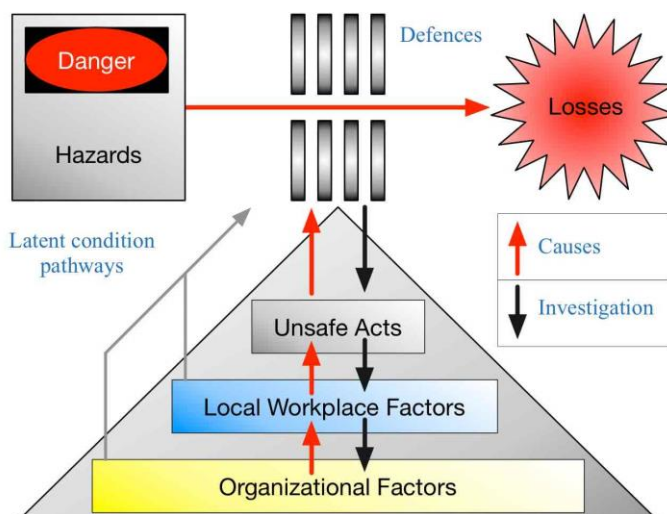 Danger
Hazards
Defences
Losses
Latent condition
pathways
Causes
Investigation
Unsafe Acts
Local Workplace Factors
Organizational Factors